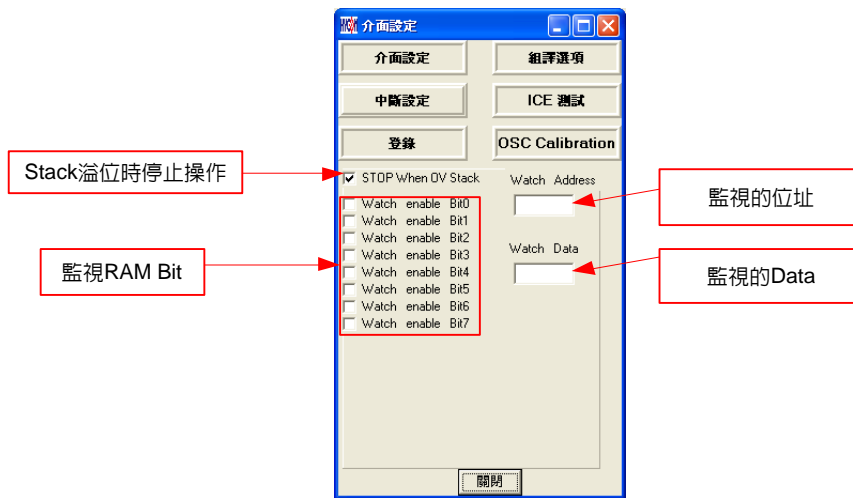 介面設定
介面設定
組譯選項
中斷設定
ICE 測試
登錄
OSC Calibration
Stack溢位時停止操作
STOP When OV Stack
Watch Address
監視的位址
Watch enable Bit0
Watch enable Bit1
Watch enable Bit2
Watch enable Bit3
Watch enable Bit4
Watch enable Bit5
Watch enable Bit6
Watch enable Bit7
監視RAM Bit
Watch Data
監視的Data
關閉